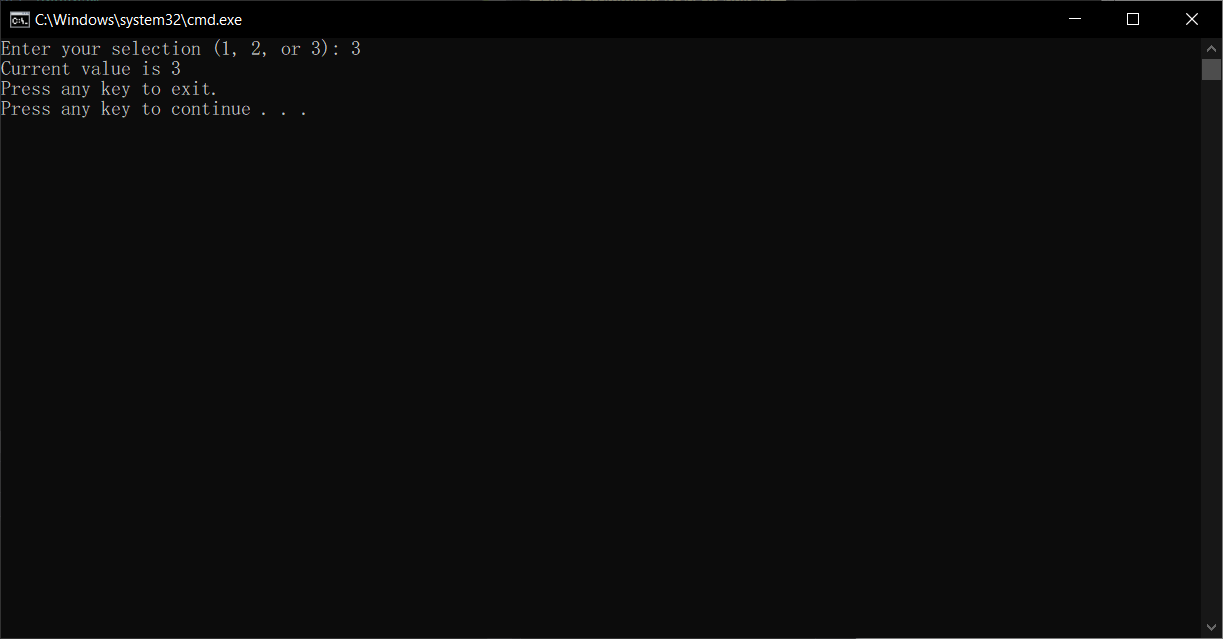 C:\Windows\system32\cmd.exe
Enter your selection (1, 2, or 3): 3
Current value is 3
Press any key to exit.
Press any key to continue . . .